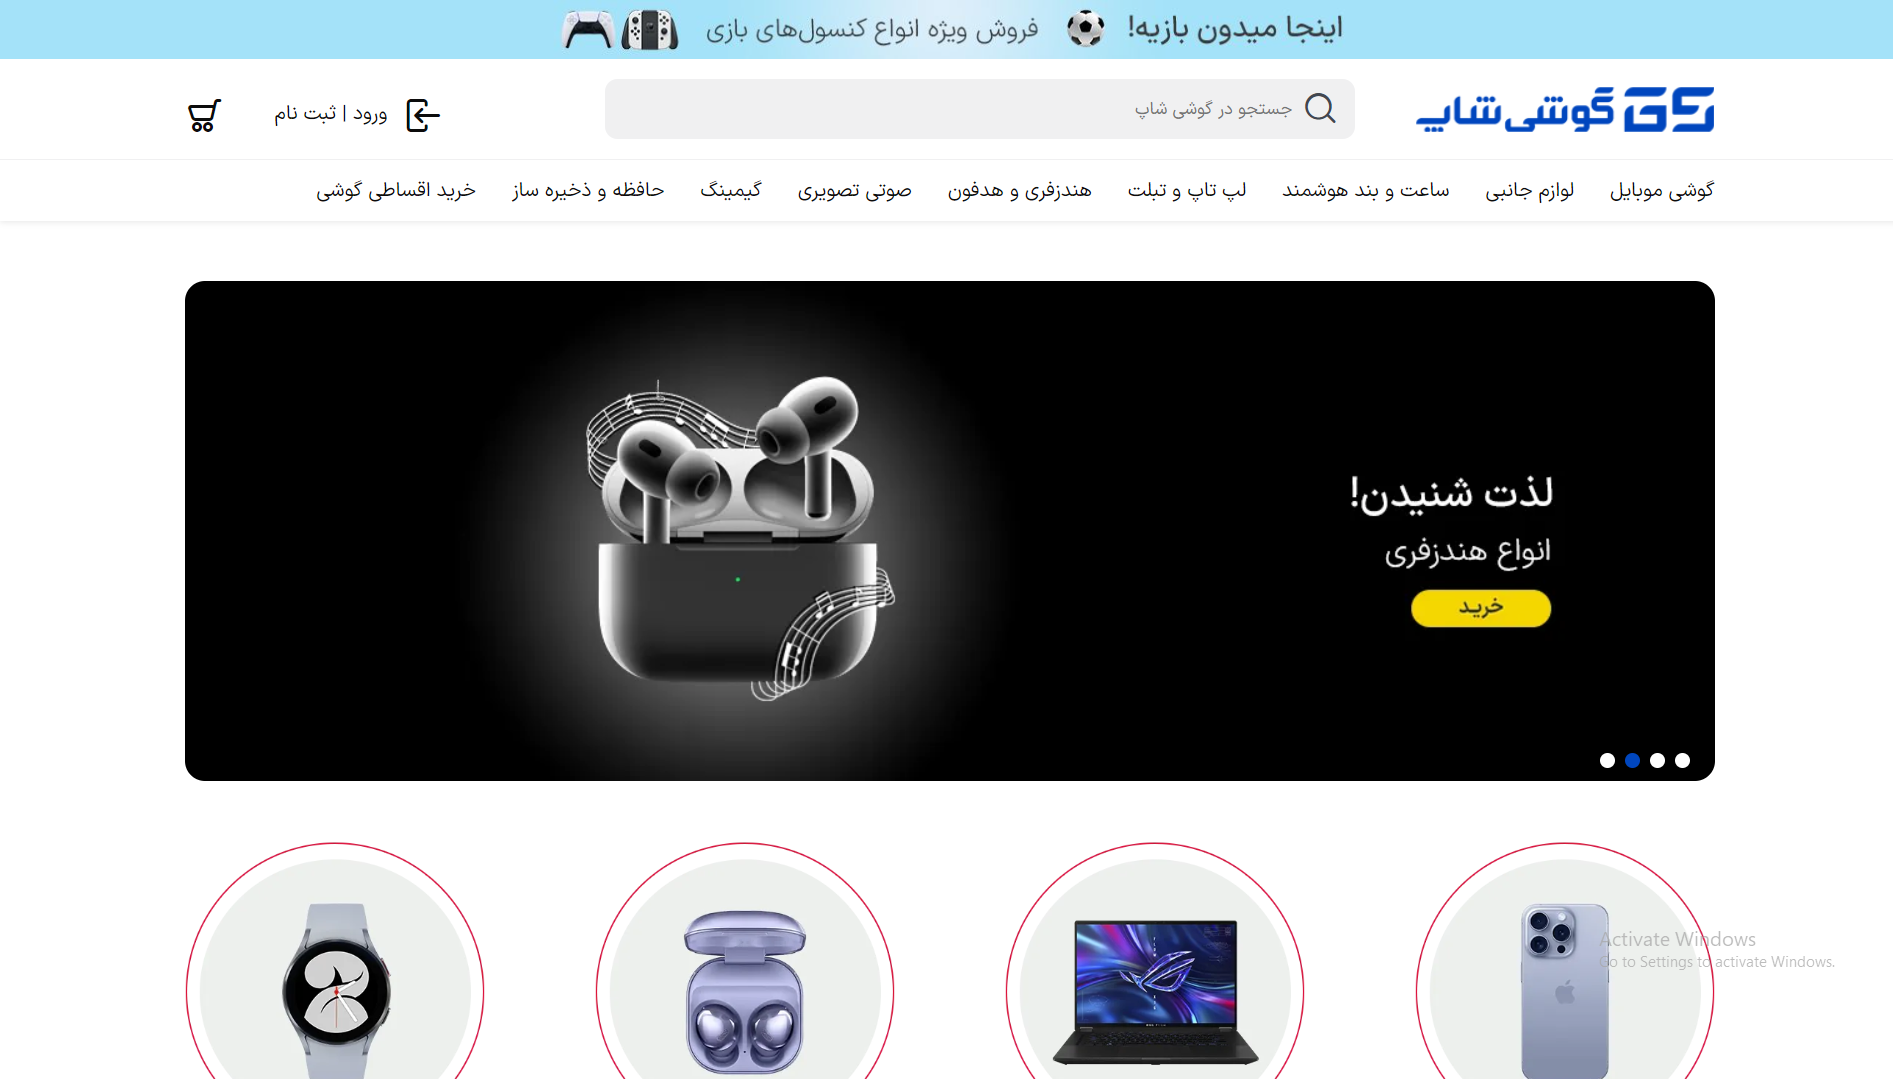 اینجا میدون بازیه! فروش ویژه انواع کنسول‌های بازی
GS گوشی شاپ
جستجو در گوشی شاپ
ورود | ثبت نام
گوشی موبایل لوازم جانبی ساعت و بند هوشمند لپ تاپ و تبلت هندزفری و هدفون صوتی تصویری گیمینگ حافظه و ذخیره ساز خرید اقساطی گوشی
لذت شنیدن!
انواع هندزفری
خرید
Activate Windows
Go to Settings to activate Windows.